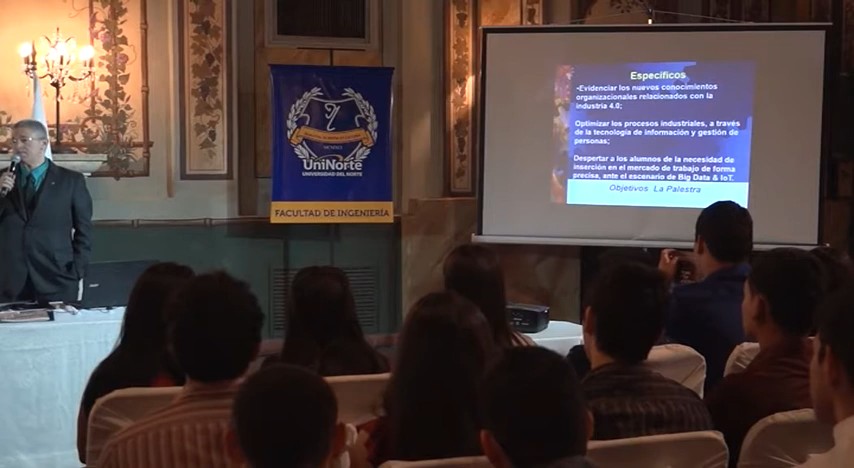 UniNorte
UNIVERSIDAD DEL NORTE
FACULTAD DE INGENIERÍA
Específicos
-Evidenciar los nuevos conocimientos
organizacionales relacionados con la
industria 4.0;
Optimizar los procesos industriales, a través
de la tecnología de información y gestión de
personas;
Despertar a los alumnos de la necesidad de
inserción en el mercado de trabajo de forma
precisa, ante el escenario de Big Data & IoT.
Objetivos La Palestra